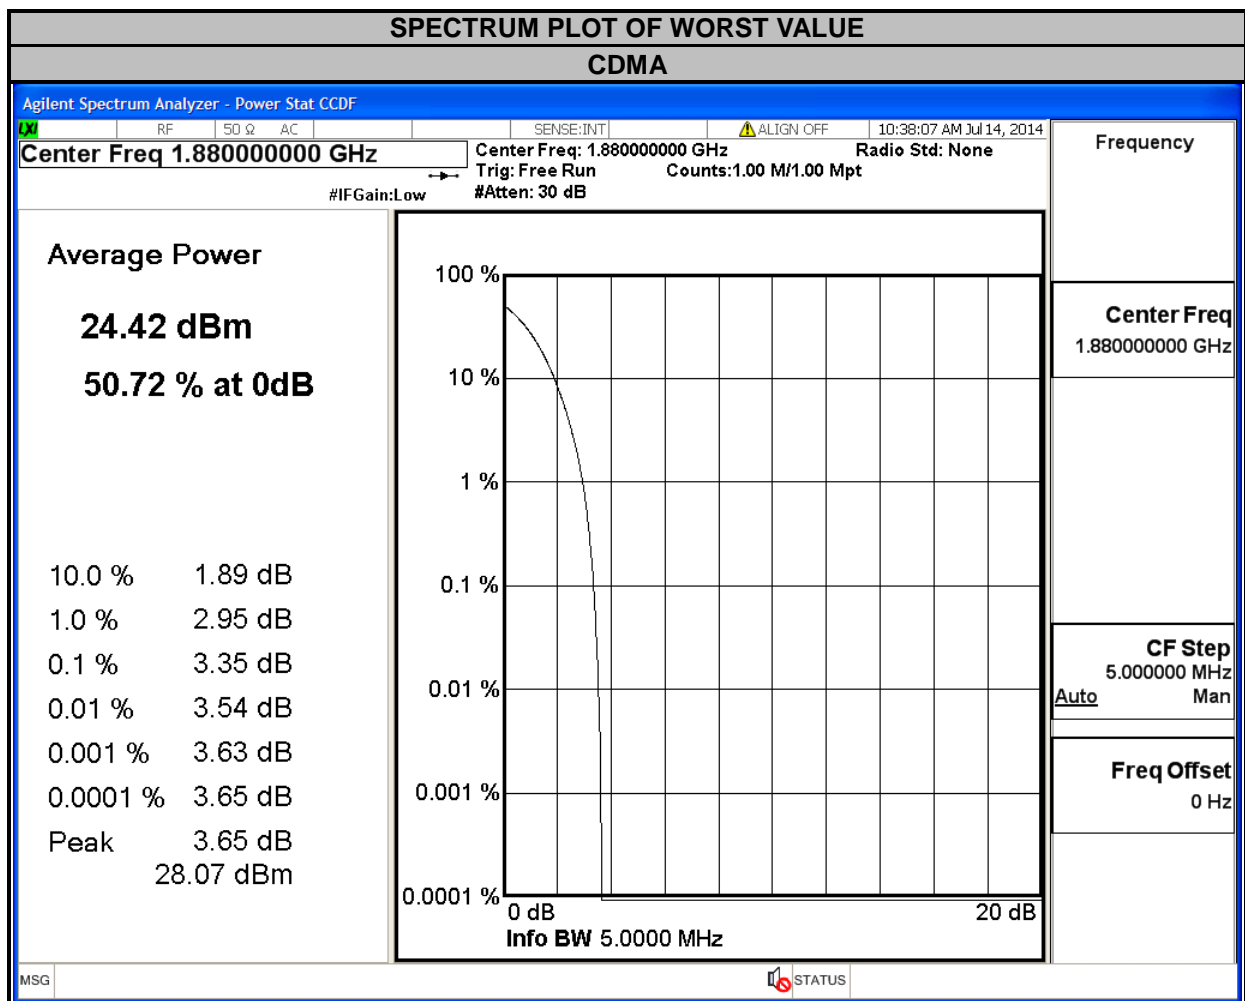 SPECTRUM PLOT OF WORST VALUE
CDMA
Agilent Spectrum Analyzer - Power Stat CCDF
LXI RF 50 Ω AC SENSE:INT ALIGN OFF 10:38:07 AM Jul 14, 2014
Center Freq 1.880000000 GHz
Center Freq: 1.880000000 GHz Radio Std: None
Trig: Free Run Counts:1.00 M/1.00 Mpt
#IFGain:Low #Atten: 30 dB
Frequency
Average Power
24.42 dBm
50.72 % at 0dB
10.0 % 1.89 dB
1.0 % 2.95 dB
0.1 % 3.35 dB
0.01 % 3.54 dB
0.001 % 3.63 dB
0.0001 % 3.65 dB
Peak 3.65 dB
28.07 dBm
100 %
10 %
1 %
0.1 %
0.01 %
0.001 %
0.0001 %
0 dB 20 dB
Info BW 5.0000 MHz
Center Freq
1.880000000 GHz
CF Step
5.000000 MHz
Auto Man
Freq Offset
0 Hz
MSG STATUS